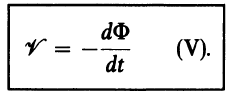 𝒱 = −dΦ/dt (V).